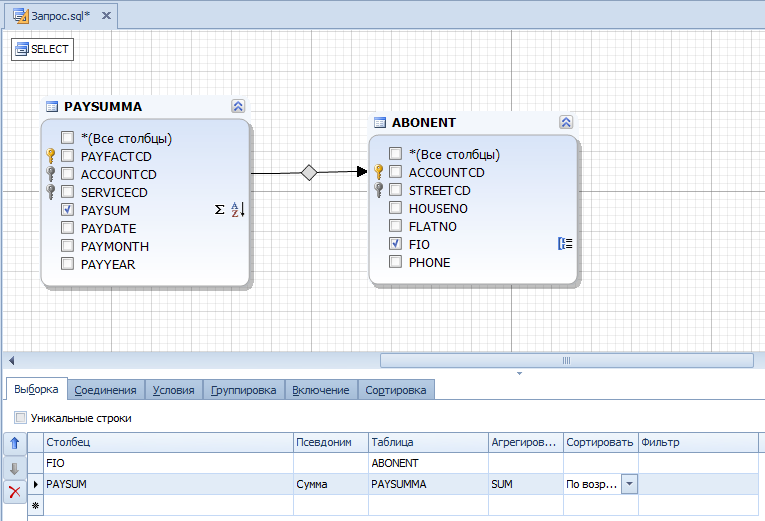 Запрос.sql*
SELECT
PAYSUMMA
*(Все столбцы)
PAYFACTCD
ACCOUNTCD
SERVICECD
PAYSUM
PAYDATE
PAYMONTH
PAYYEAR
ABONENT
*(Все столбцы)
ACCOUNTCD
STREETCD
HOUSENO
FLATNO
FIO
PHONE
Выборка Соединения Условия Группировка Включение Сортировка
Уникальные строки
Столбец Псевдоним Таблица Агрегиров... Сортировать Фильтр
FIO ABONENT
PAYSUM Сумма PAYSUMMA SUM По возр...